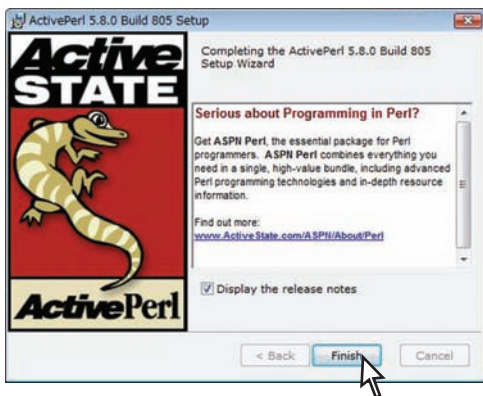 ActivePerl 5.8.0 Build 805 Setup
Active
STATE
ActivePerl
Completing the ActivePerl 5.8.0 Build 805
Setup Wizard
Serious about Programming in Perl?
Get ASPN Perl, the essential package for Perl
programmers. ASPN Perl combines everything you
need in a single, high-value bundle, including advanced
Perl programming technologies and in-depth resource
information.
Find out more:
www.ActiveState.com/ASPN/About/Perl
Display the release notes
< Back Finish Cancel